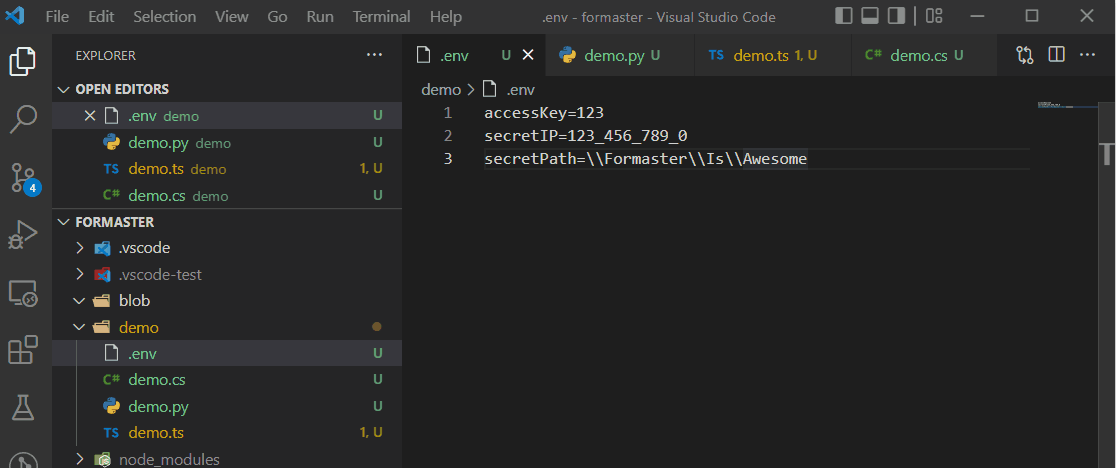 File Edit Selection View Go Run Terminal Help .env - formaster - Visual Studio Code
EXPLORER ···
OPEN EDITORS
.env demo U
demo.py demo U
TS demo.ts demo 1, U
C# demo.cs demo U
FORMASTER
.vscode
.vscode-test
blob
demo
.env U
C# demo.cs U
demo.py U
TS demo.ts 1, U
node_modules
4
.env U
demo.py U
TS demo.ts 1, U
C# demo.cs U
demo > .env
1 accessKey=123
2 secretIP=123_456_789_0
3 secretPath=\\Formaster\\Is\\Awesome